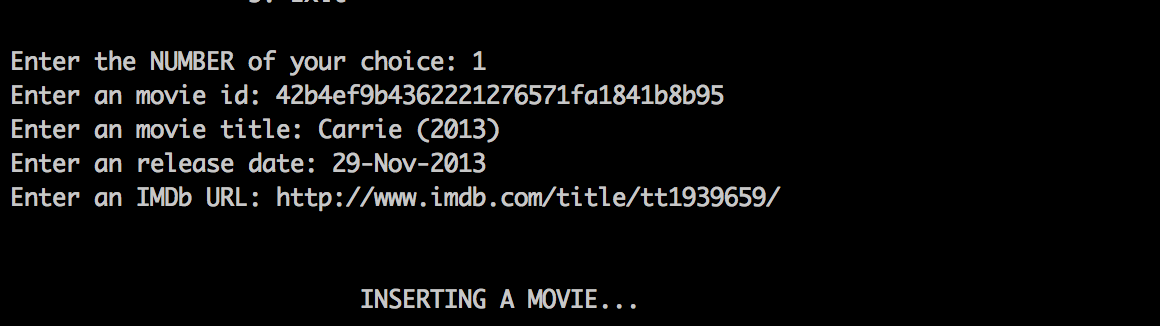 Enter the NUMBER of your choice: 1
Enter an movie id: 42b4ef9b4362221276571fa1841b8b95
Enter an movie title: Carrie (2013)
Enter an release date: 29-Nov-2013
Enter an IMDb URL: http://www.imdb.com/title/tt1939659/
INSERTING A MOVIE...